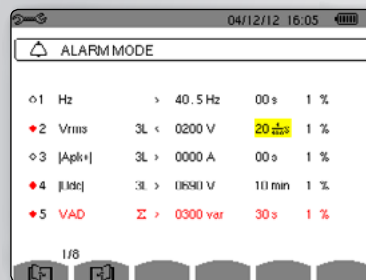 04/12/12 16:05
ALARM MODE
1 Hz > 40.5 Hz 00 s 1 %
2 Vrms 3L < 0200 V 20 s 1 %
3 |Apk+| 3L > 0000 A 00 s 1 %
4 |Udc| 3L > 0690 V 10 min 1 %
5 VAD Σ > 0300 var 30 s 1 %
1/8